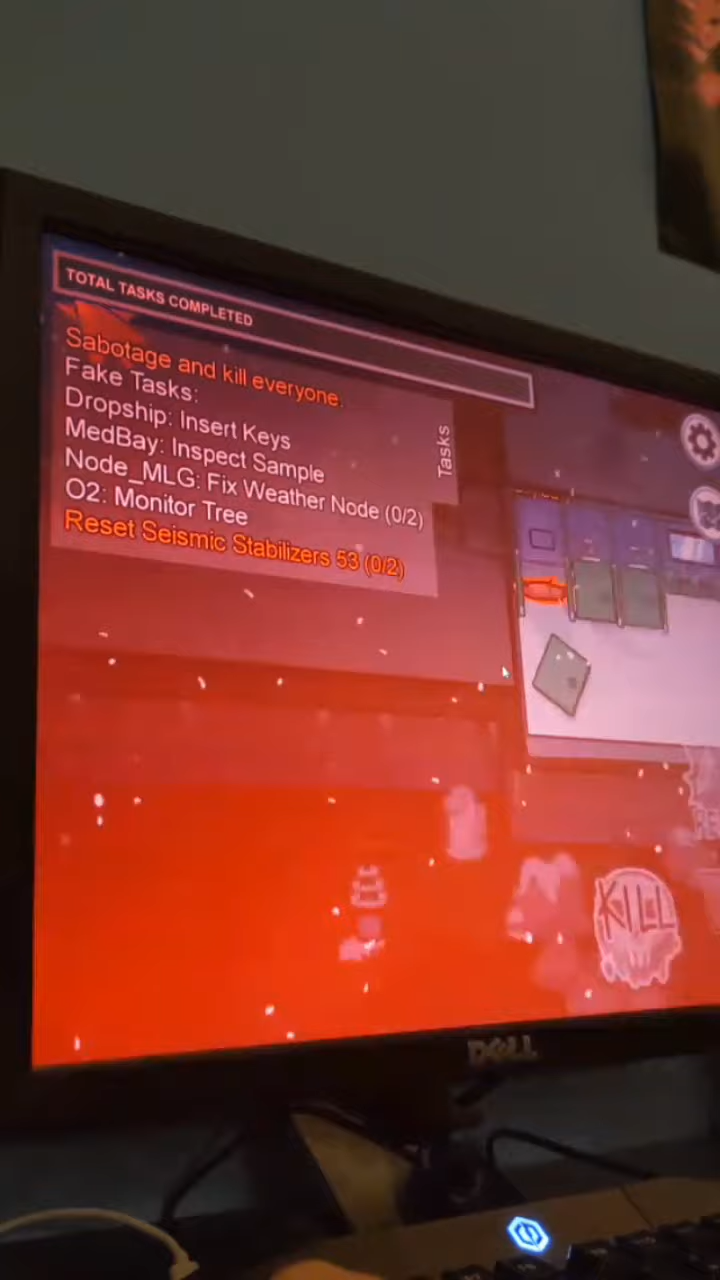 TOTAL TASKS COMPLETED
Sabotage and kill everyone.
Fake Tasks:
Dropship: Insert Keys
MedBay: Inspect Sample
Node_MLG: Fix Weather Node (0/2)
O2: Monitor Tree
Reset Seismic Stabilizers 53 (0/2)
Tasks
KILL
DELL